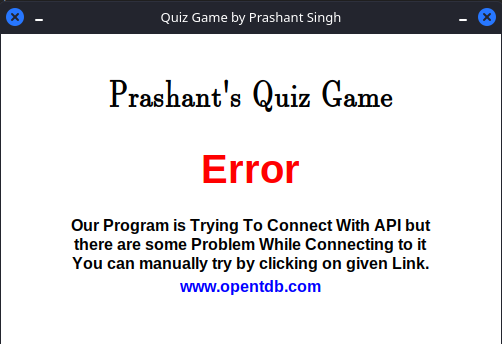 Quiz Game by Prashant Singh
Prashant's Quiz Game
Error
Our Program is Trying To Connect With API but
there are some Problem While Connecting to it
You can manually try by clicking on given Link.
www.opentdb.com